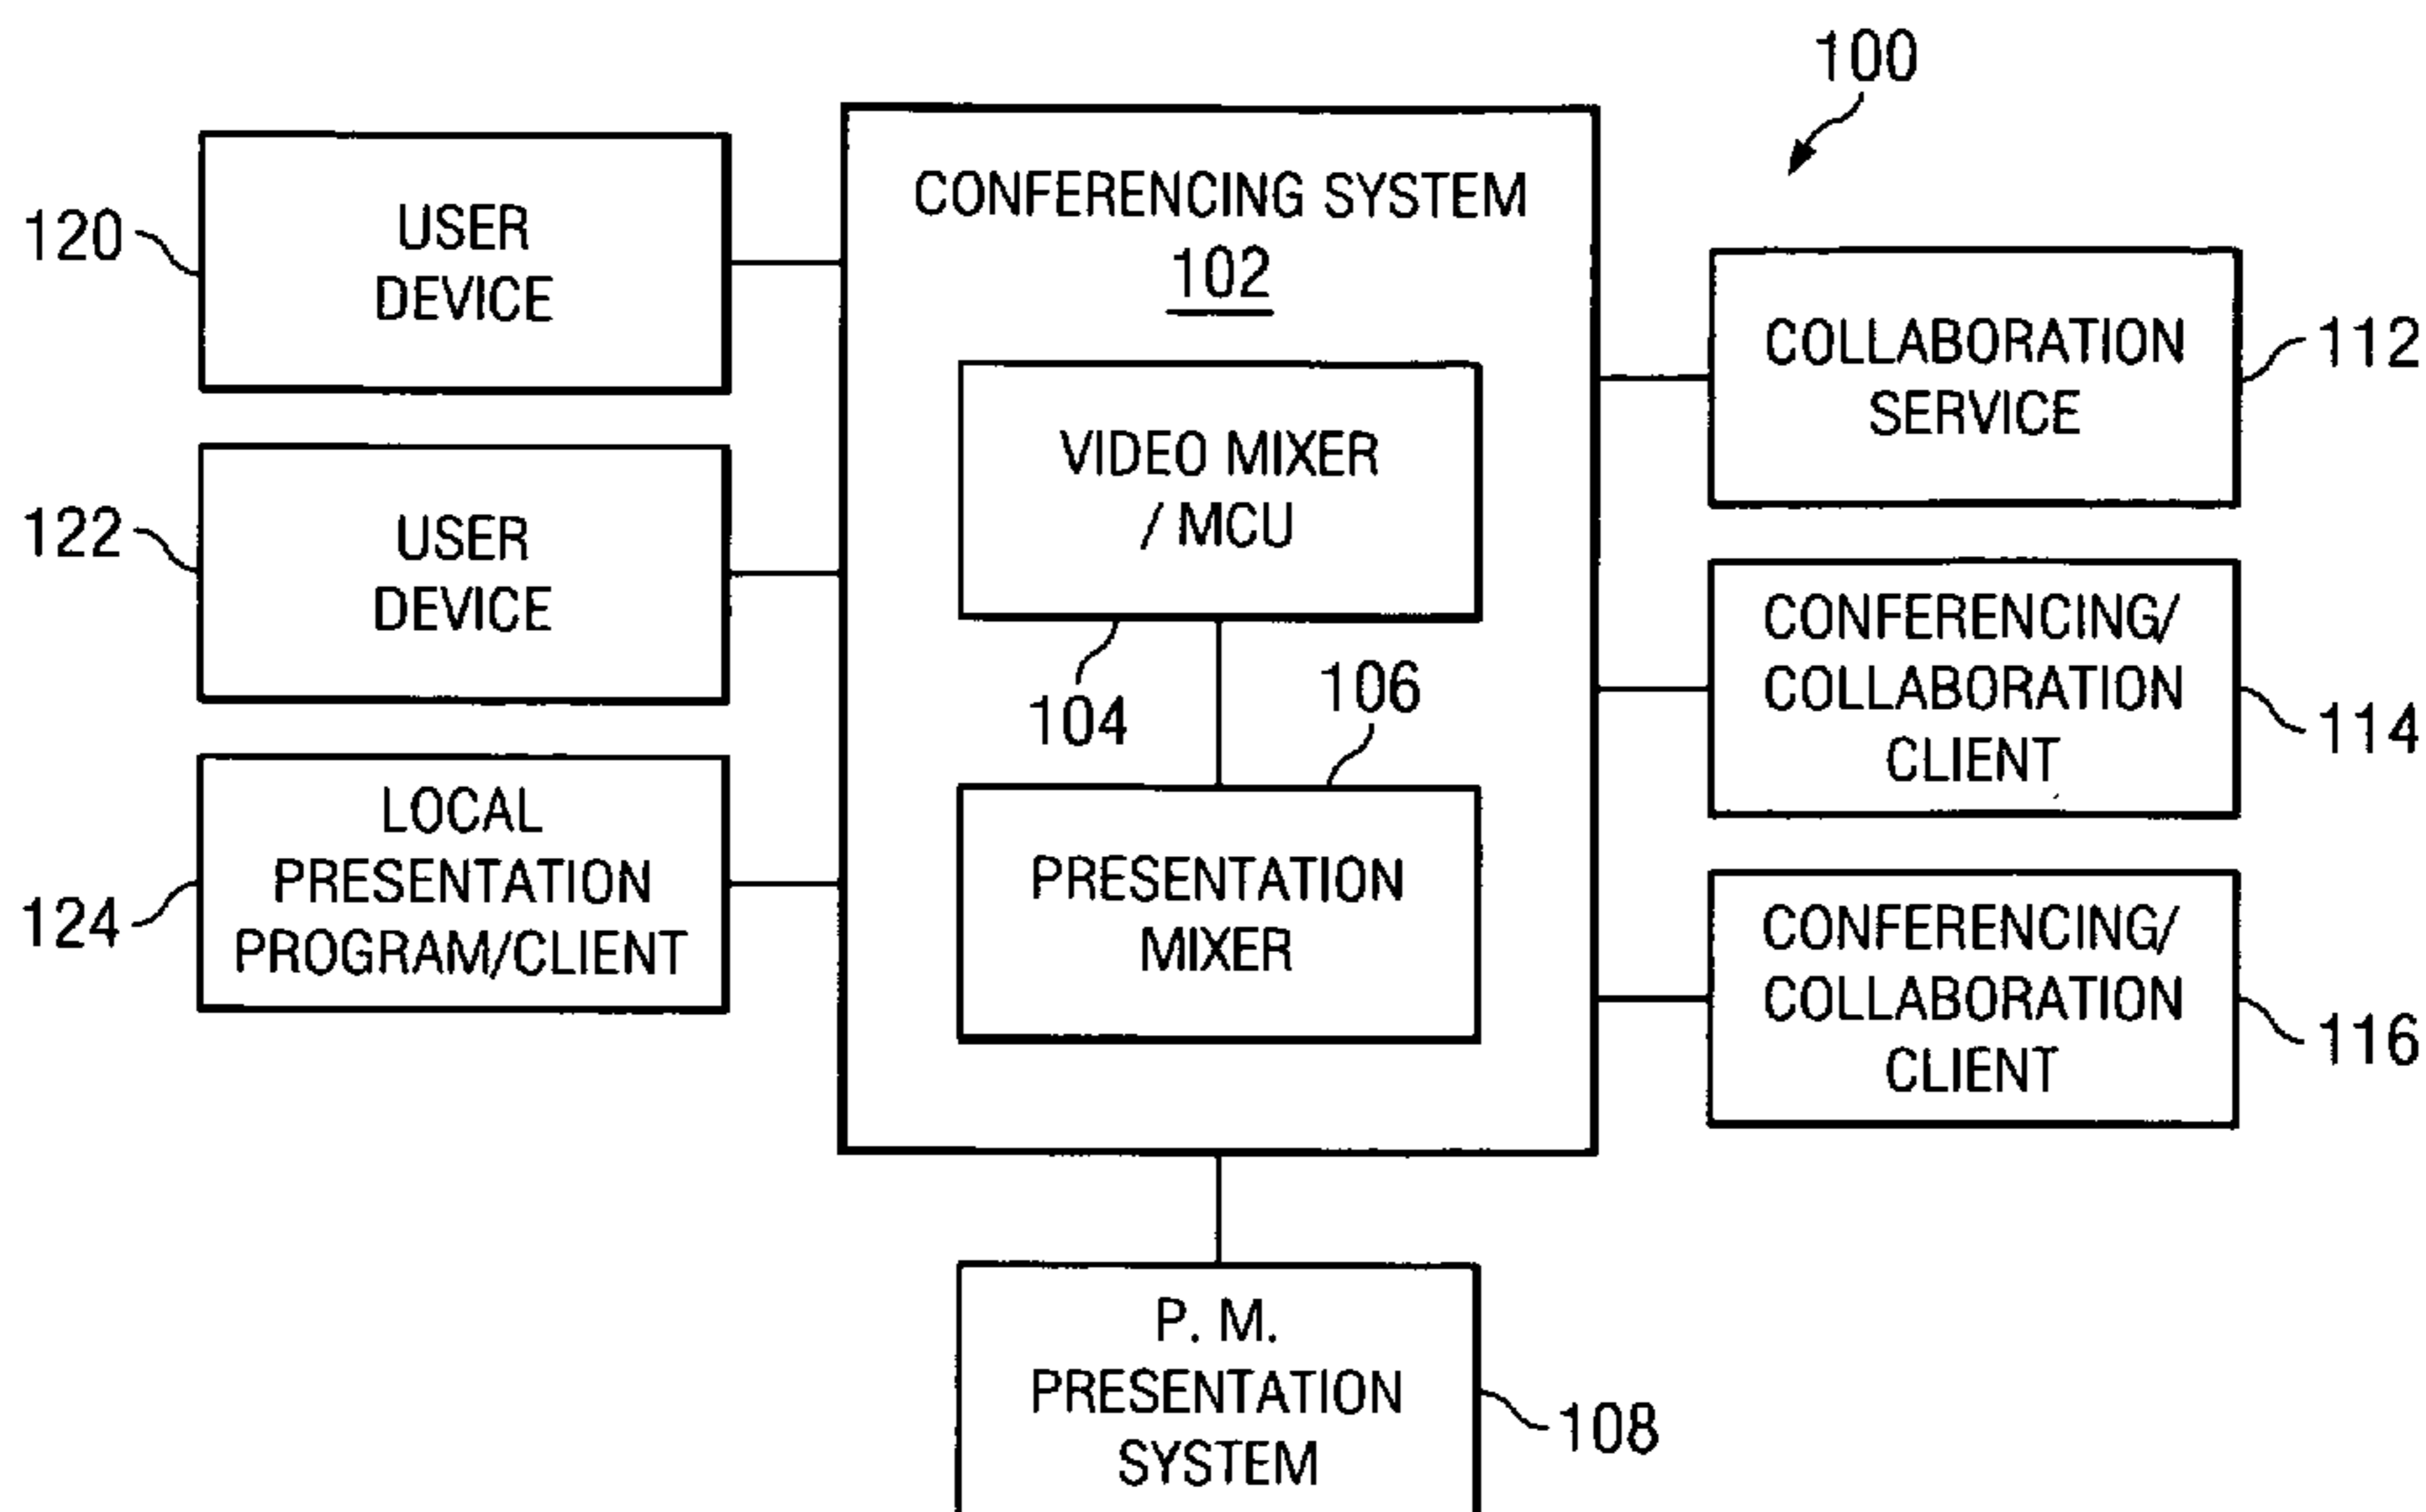 100
CONFERENCING SYSTEM
102
120
USER
DEVICE
122
USER
DEVICE
124
LOCAL
PRESENTATION
PROGRAM/CLIENT
VIDEO MIXER
/ MCU
104
106
PRESENTATION
MIXER
COLLABORATION
SERVICE
112
CONFERENCING/
COLLABORATION
CLIENT
114
CONFERENCING/
COLLABORATION
CLIENT
116
P. M.
PRESENTATION
SYSTEM
108